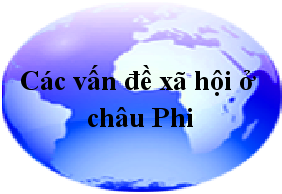 Các vấn đề xã hội ở
châu Phi